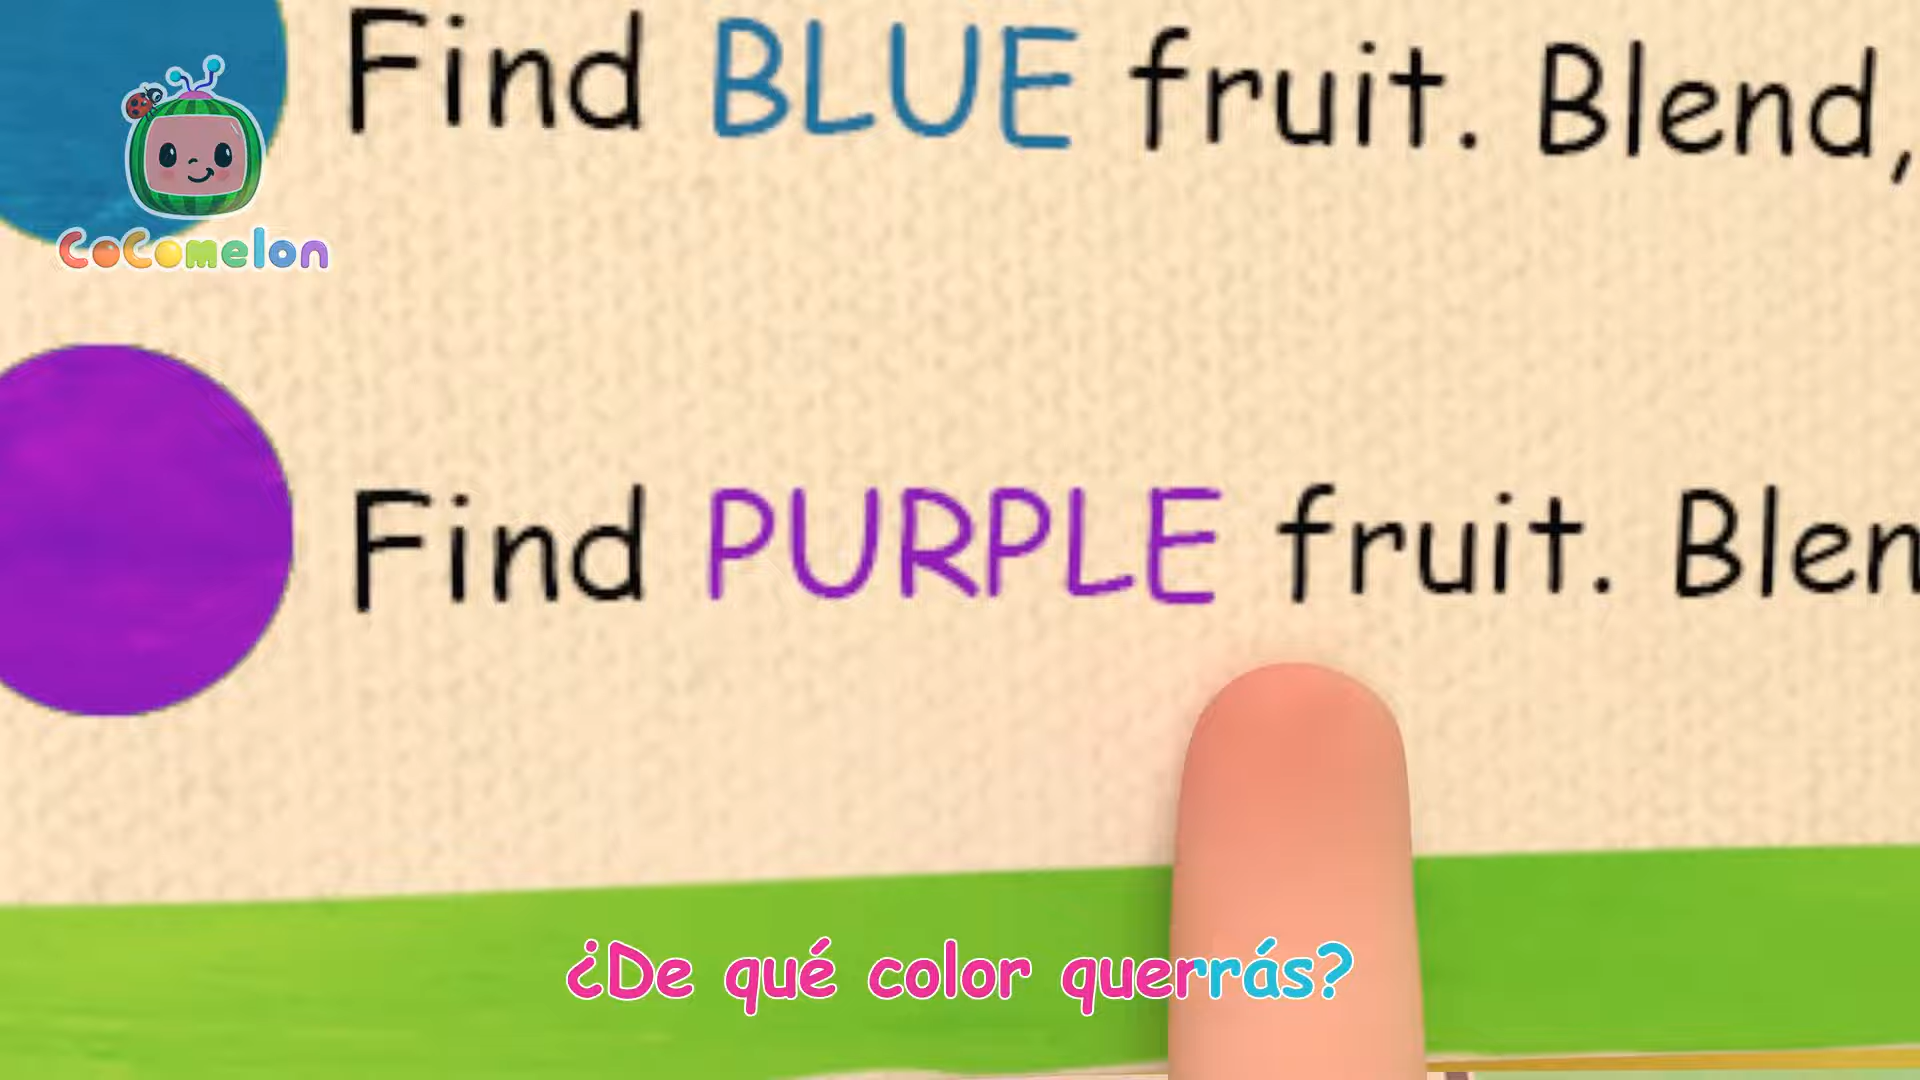 Find BLUE fruit. Blend,
CoComelon
Find PURPLE fruit. Blen
¿De qué color querrás?